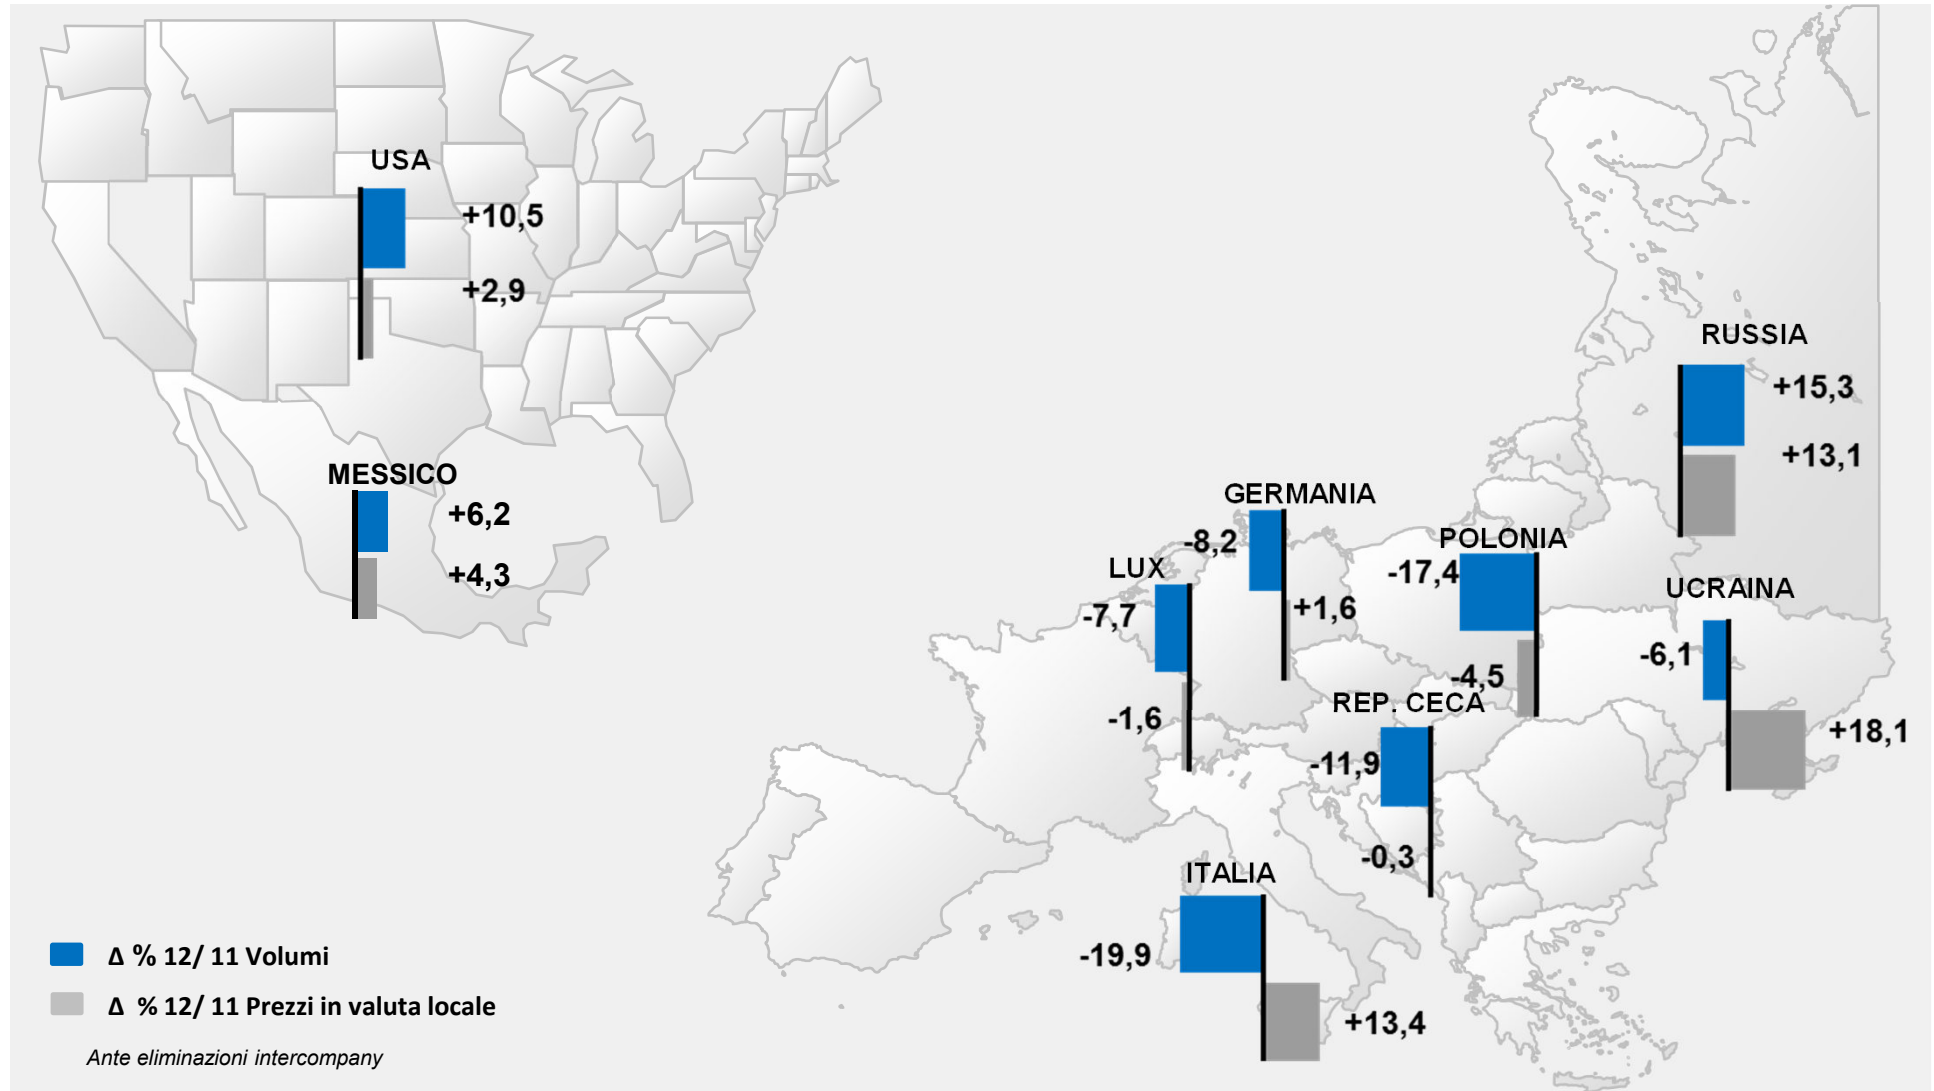 USA
+10,5
+2,9
MESSICO
+6,2
+4,3
RUSSIA
+15,3
+13,1
GERMANIA
-8,2
+1,6
POLONIA
-17,4
-4,5
LUX
-7,7
-1,6
UCRAINA
-6,1
+18,1
REP. CECA
-11,9
-0,3
ITALIA
-19,9
+13,4
Δ % 12/ 11 Volumi
Δ % 12/ 11 Prezzi in valuta locale
Ante eliminazioni intercompany